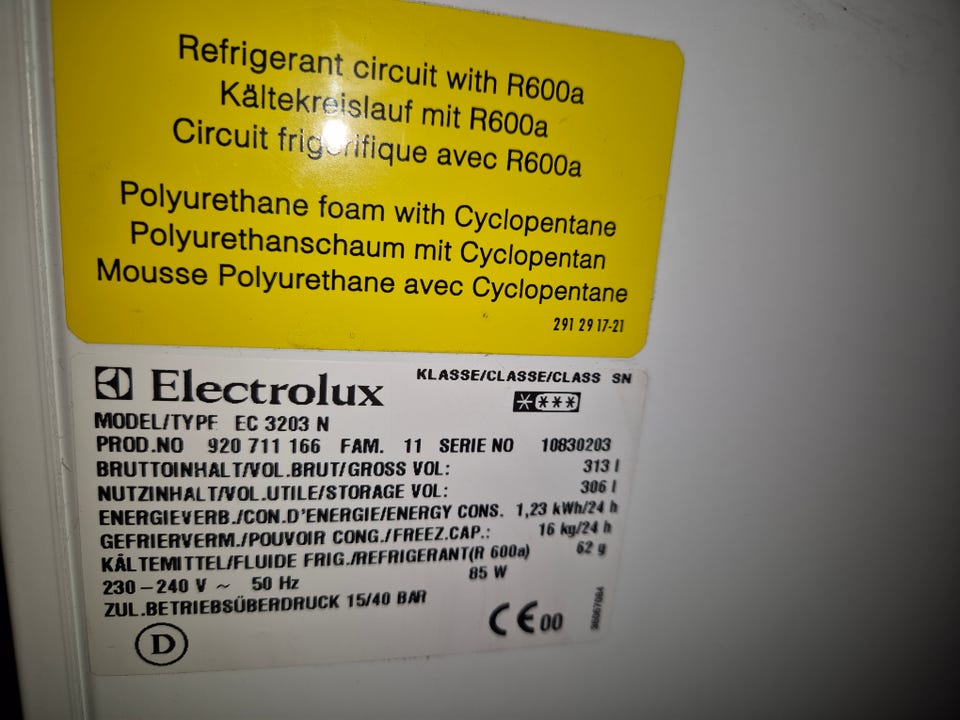 Refrigerant circuit with R600a
Kältekreislauf mit R600a
Circuit frigorifique avec R600a
Polyurethane foam with Cyclopentane
Polyurethanschaum mit Cyclopentan
Mousse Polyurethane avec Cyclopentane
291 29 17-21
Electrolux
KLASSE/CLASSE/CLASS SN
MODEL/TYPE EC 3203 N
PROD.NO 920 711 166 FAM. 11 SERIE NO 10830203
BRUTTOINHALT/VOL.BRUT/GROSS VOL: 313 l
NUTZINHALT/VOL.UTILE/STORAGE VOL: 306 l
ENERGIEVERB./CON.D'ENERGIE/ENERGY CONS. 1,23 kWh/24 h
GEFRIERVERM./POUVOIR CONG./FREEZ.CAP.: 16 kg/24 h
KÄLTEMITTEL/FLUIDE FRIG./REFRIGERANT(R 600a) 62 g
230-240 V ~ 50 Hz 85 W
ZUL.BETRIEBSÜBERDRUCK 15/40 BAR
D
CE 00